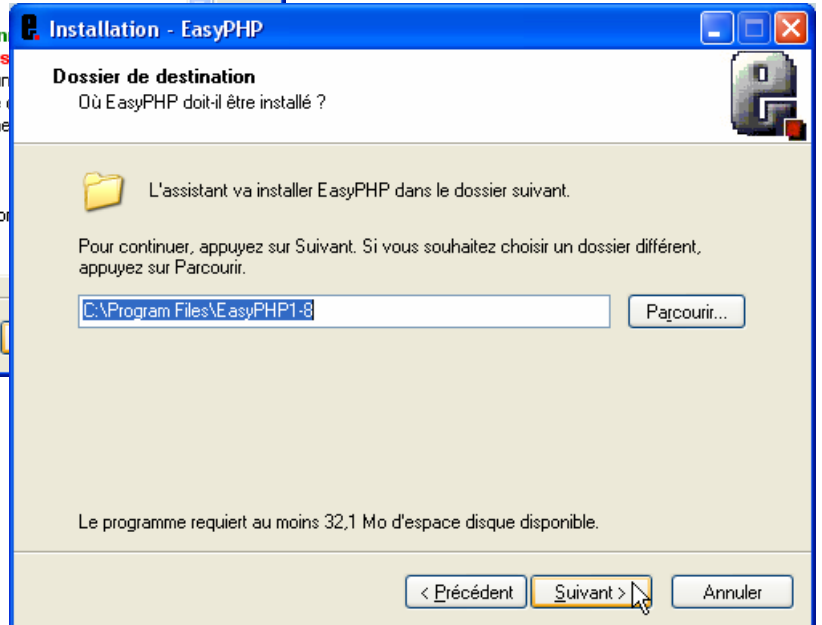 Installation - EasyPHP
Dossier de destination
Où EasyPHP doit-il être installé ?
L'assistant va installer EasyPHP dans le dossier suivant.
Pour continuer, appuyez sur Suivant. Si vous souhaitez choisir un dossier différent,
appuyez sur Parcourir.
C:\Program Files\EasyPHP1-8
Parcourir...
Le programme requiert au moins 32,1 Mo d'espace disque disponible.
< Précédent
Suivant >
Annuler